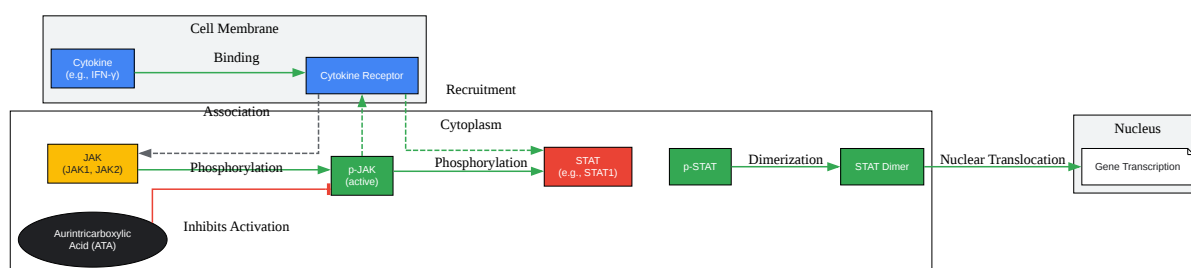 Cell Membrane
Cytokine
(e.g., IFN-γ)
Binding
Cytokine Receptor
Recruitment
Association
Cytoplasm
JAK
(JAK1, JAK2)
Phosphorylation
p-JAK
(active)
Phosphorylation
STAT
(e.g., STAT1)
p-STAT
Dimerization
STAT Dimer
Nuclear Translocation
Nucleus
Gene Transcription
Inhibits Activation
Aurintricarboxylic
Acid (ATA)